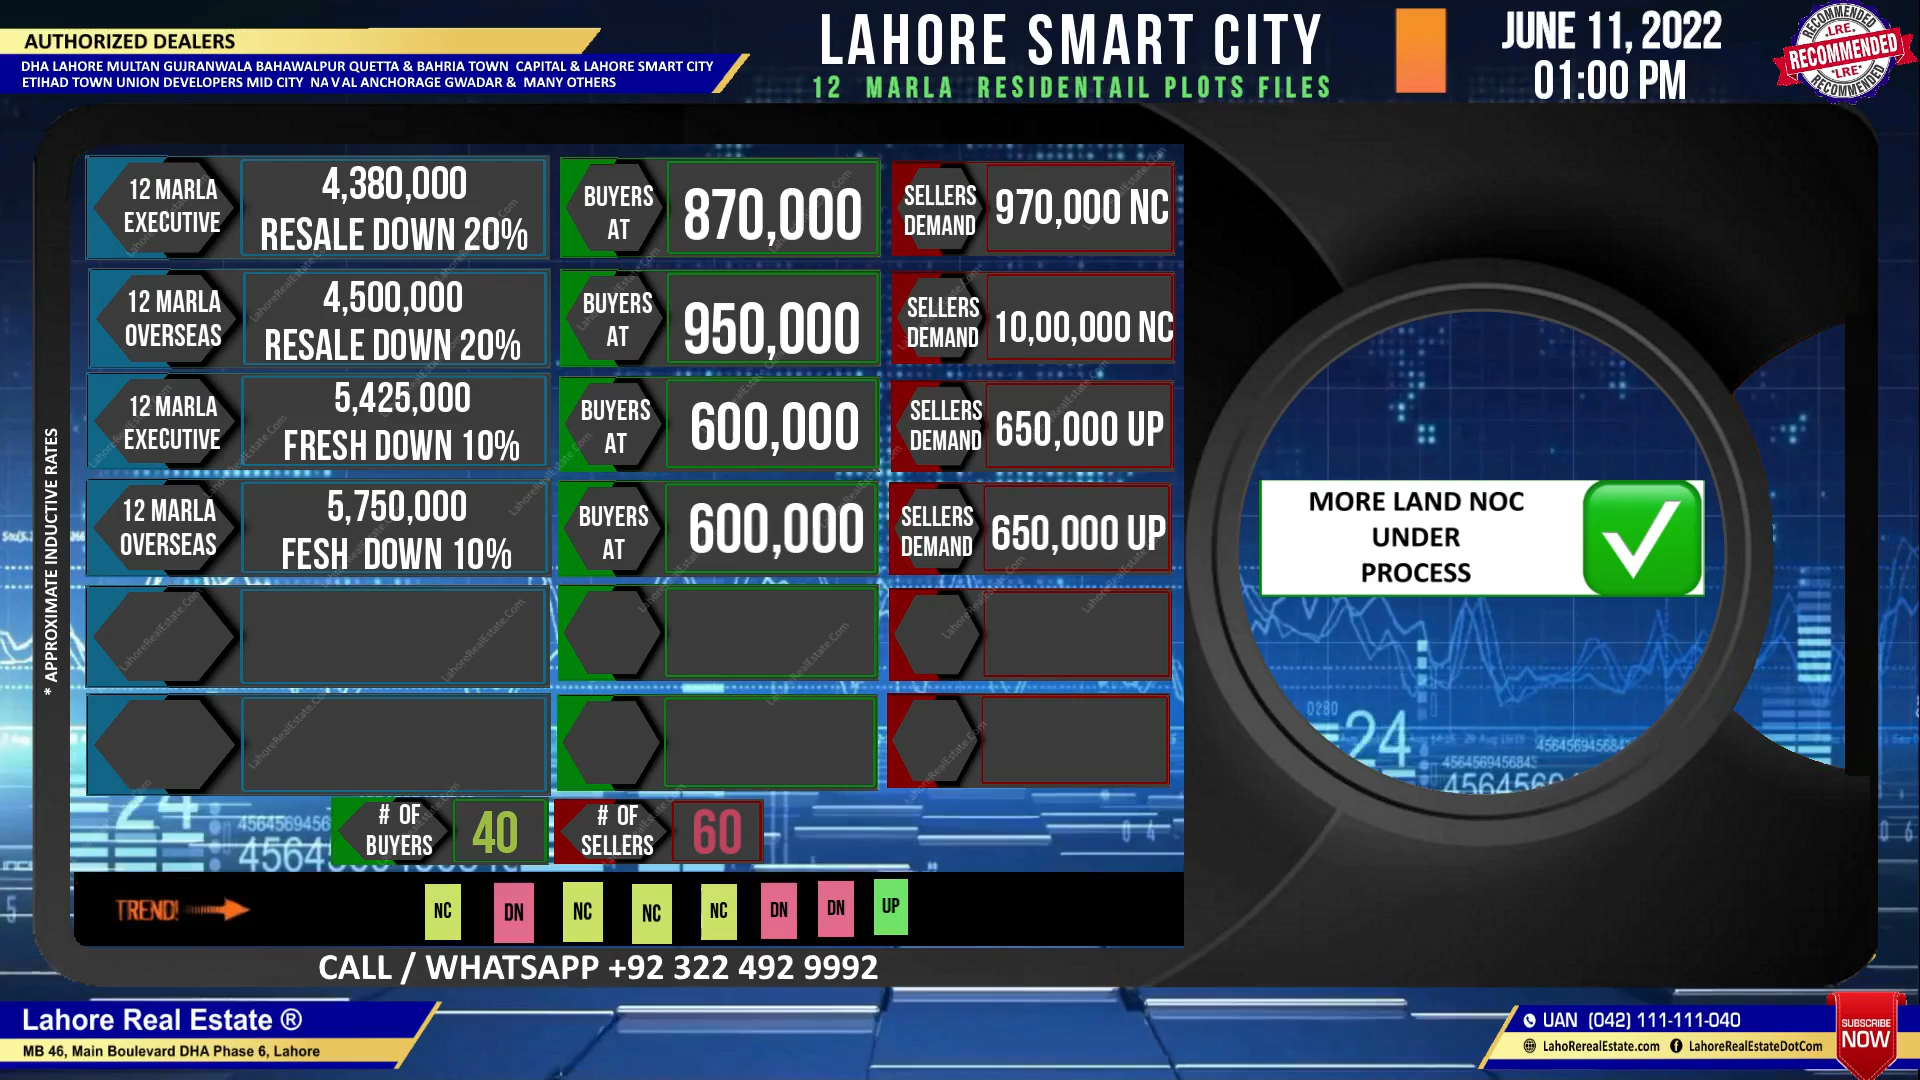 AUTHORIZED DEALERS
DHA LAHORE MULTAN GUJRANWALA BAHAWALPUR QUETTA & BAHRIA TOWN CAPITAL & LAHORE SMART CITY
ETIHAD TOWN UNION DEVELOPERS MID CITY NAVAL ANCHORAGE GWADAR & MANY OTHERS
LAHORE SMART CITY
12 MARLA RESIDENTAIL PLOTS FILES
JUNE 11, 2022
01:00 PM
RECOMMENDED
.LRE.
RECOMMENDED
*LRE*
RECOMMENDED
12 MARLA
EXECUTIVE
4,380,000
RESALE DOWN 20%
BUYERS
AT
870,000
SELLERS
DEMAND
970,000 NC
12 MARLA
OVERSEAS
4,500,000
RESALE DOWN 20%
BUYERS
AT
950,000
SELLERS
DEMAND
10,00,000 NC
12 MARLA
EXECUTIVE
5,425,000
FRESH DOWN 10%
BUYERS
AT
600,000
SELLERS
DEMAND
650,000 UP
12 MARLA
OVERSEAS
5,750,000
FESH DOWN 10%
BUYERS
AT
600,000
SELLERS
DEMAND
650,000 UP
* APPROXIMATE INDUCTIVE RATES
MORE LAND NOC
UNDER
PROCESS
# OF
BUYERS
40
# OF
SELLERS
60
TREND!
NC
DN
NC
NC
NC
DN
DN
UP
CALL / WHATSAPP +92 322 492 9992
Lahore Real Estate ®
MB 46, Main Boulevard DHA Phase 6, Lahore
UAN (042) 111-111-040
LahoRerealEstate.com LahoreRealEstateDotCom
SUBSCRIBE
NOW